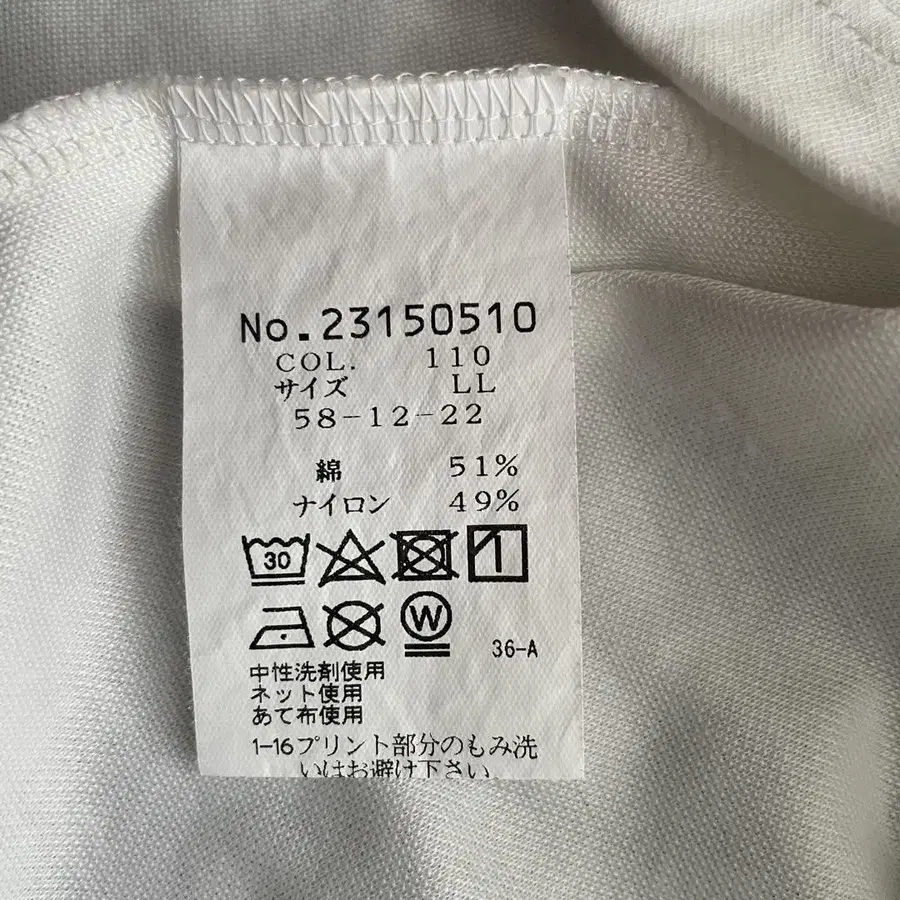 No.23150510
COL. 110
サイズ LL
58-12-22
綿 51%
ナイロン 49%
30 1
W
36-A
中性洗剤使用
ネット使用
あて布使用
1-16プリント部分のもみ洗
いはお避け下さい。